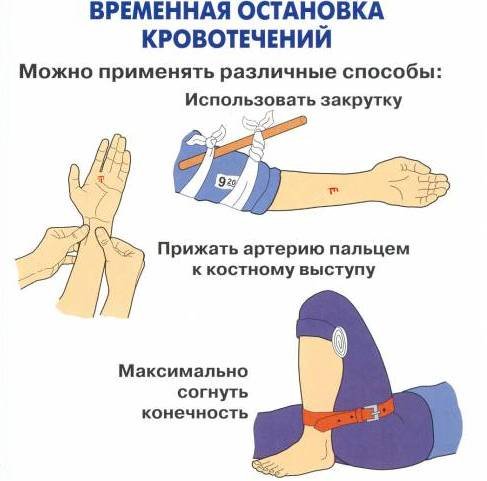 ВРЕМЕННАЯ ОСТАНОВКА
КРОВОТЕЧЕНИЙ
Можно применять различные способы:
Использовать закрутку
9 20
Прижать артерию пальцем
к костному выступу
Максимально
согнуть
конечность